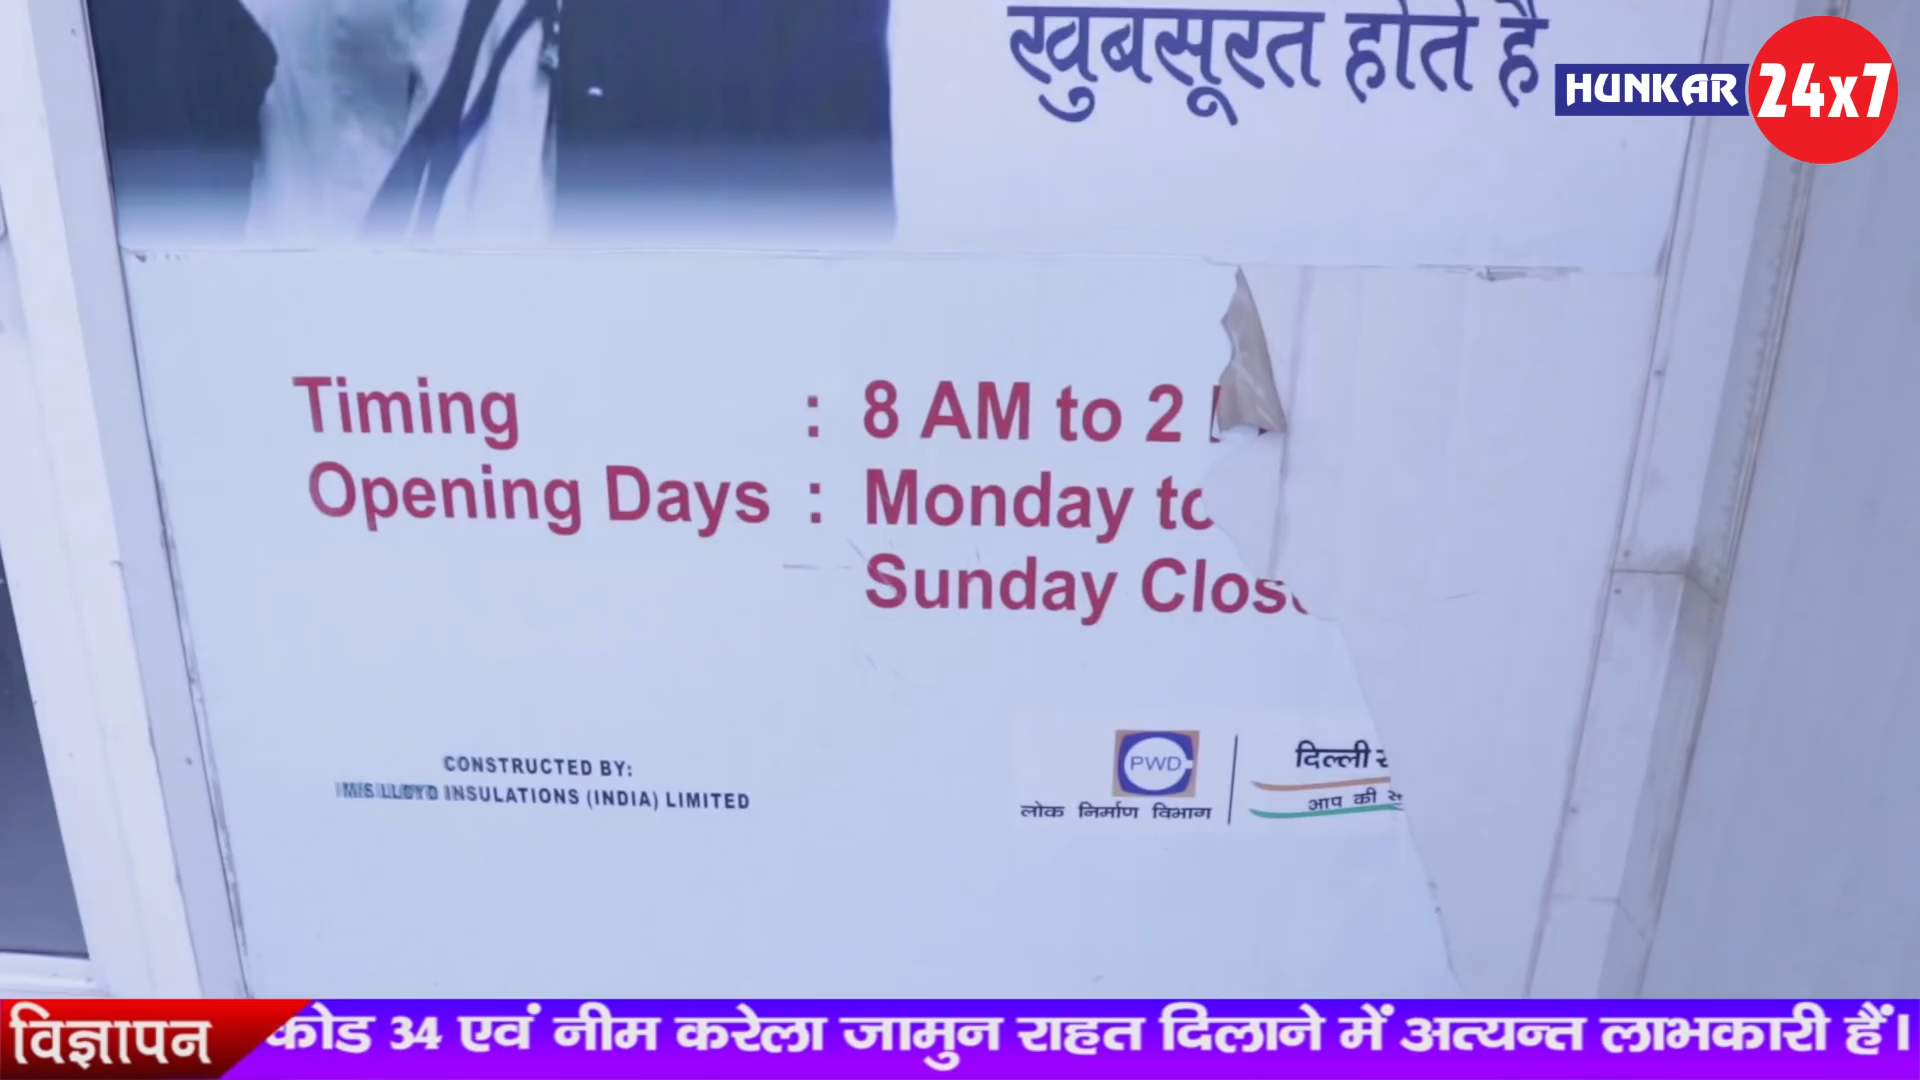 खुबसूरत होते है
HUNKAR 24x7
Timing : 8 AM to 2
Opening Days : Monday to
Sunday Clos
CONSTRUCTED BY:
INSULATIONS (INDIA) LIMITED
PWD
लोक निर्माण विभाग
दिल्ली
आप की
विज्ञापन
कोड 34 एवं नीम करेला जामुन राहत दिलाने में अत्यन्त लाभकारी हैं।